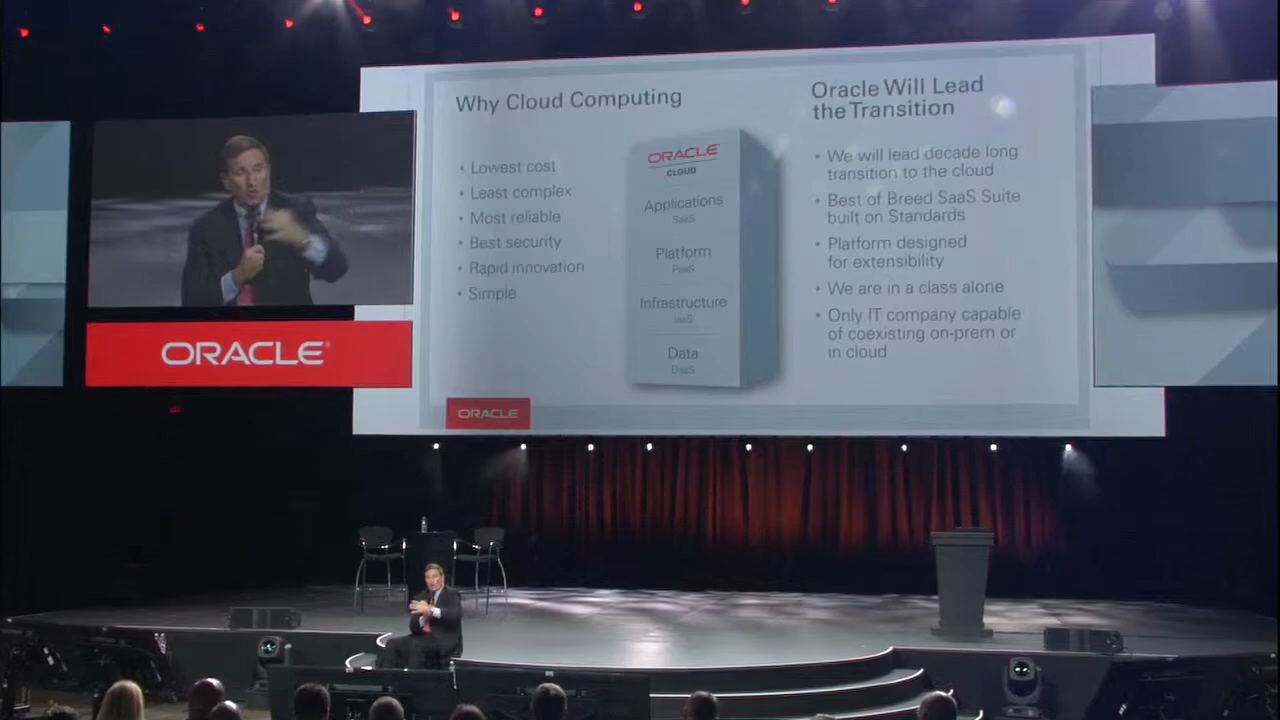 Why Cloud Computing
• Lowest cost
• Least complex
• Most reliable
• Best security
• Rapid innovation
• Simple
ORACLE
CLOUD
Applications
SaaS
Platform
PaaS
Infrastructure
IaaS
Data
DaaS
Oracle Will Lead
the Transition
• We will lead decade long
transition to the cloud
• Best of Breed SaaS Suite
built on Standards
• Platform designed
for extensibility
• We are in a class alone
• Only IT company capable
of coexisting on-prem or
in cloud
ORACLE®
ORACLE